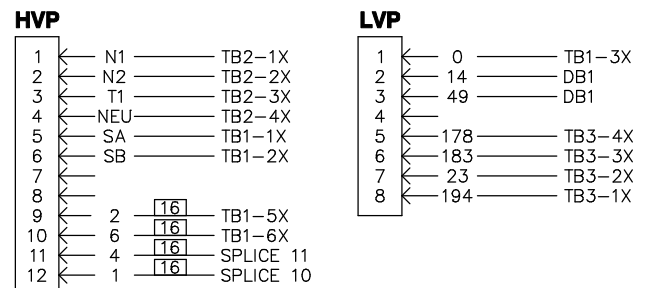 HVP
1 N1 TB2-1X
2 N2 TB2-2X
3 T1 TB2-3X
4 NEU TB2-4X
5 SA TB1-1X
6 SB TB1-2X
7
8
9 2 16 TB1-5X
10 6 16 TB1-6X
11 4 16 SPLICE 11
12 1 16 SPLICE 10
LVP
1 0 TB1-3X
2 14 DB1
3 49 DB1
4
5 178 TB3-4X
6 183 TB3-3X
7 23 TB3-2X
8 194 TB3-1X